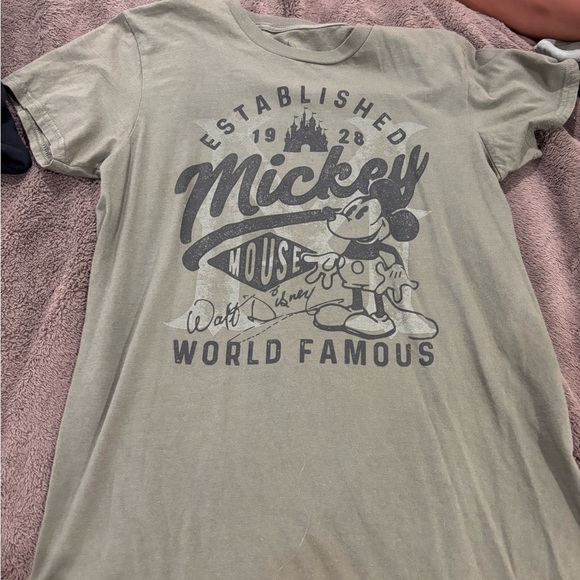 ESTABLISHED
19 28
Mickey
MOUSE
Walt Disney
WORLD FAMOUS